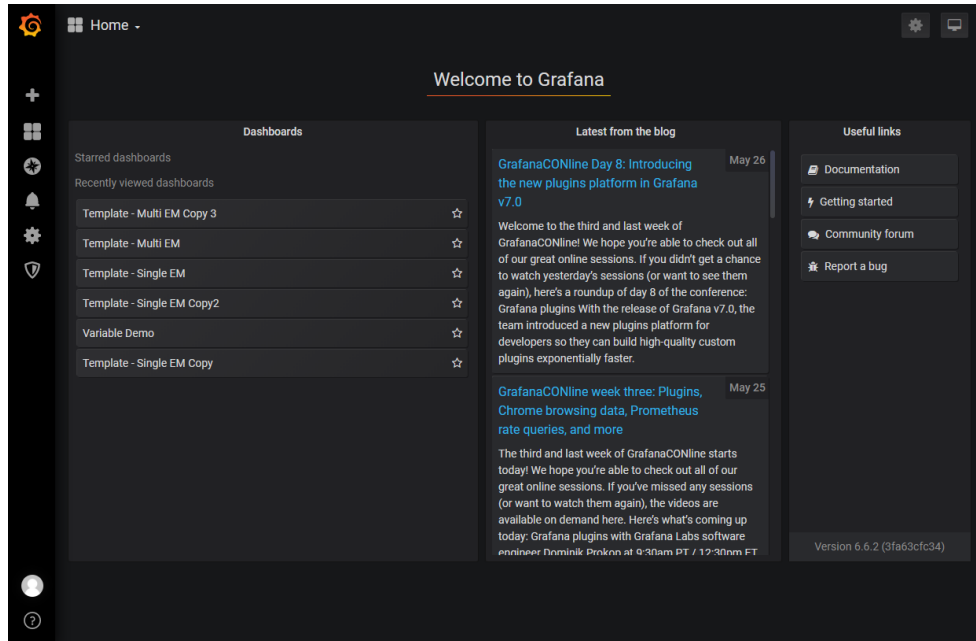 Home
Welcome to Grafana
Dashboards
Starred dashboards
Recently viewed dashboards
Template - Multi EM Copy 3
Template - Multi EM
Template - Single EM
Template - Single EM Copy2
Variable Demo
Template - Single EM Copy
Latest from the blog
GrafanaCONline Day 8: Introducing
the new plugins platform in Grafana
v7.0
May 26
Welcome to the third and last week of
GrafanaCONline! We hope you're able to check out all
of our great online sessions. If you didn't get a chance
to watch yesterday's sessions (or want to see them
again), here's a roundup of day 8 of the conference:
Grafana plugins With the release of Grafana v7.0, the
team introduced a new plugins platform for
developers so they can build high-quality custom
plugins exponentially faster.
GrafanaCONline week three: Plugins,
Chrome browsing data, Prometheus
rate queries, and more
May 25
The third and last week of GrafanaCONline starts
today! We hope you're able to check out all of our
great online sessions. If you've missed any sessions
(or want to watch them again), the videos are
available on demand here. Here's what's coming up
today: Grafana plugins with Grafana Labs software
engineer Dominik Prokop at 9:30am PT / 12:30pm ET
Useful links
Documentation
Getting started
Community forum
Report a bug
Version 6.6.2 (3fa63cfc34)